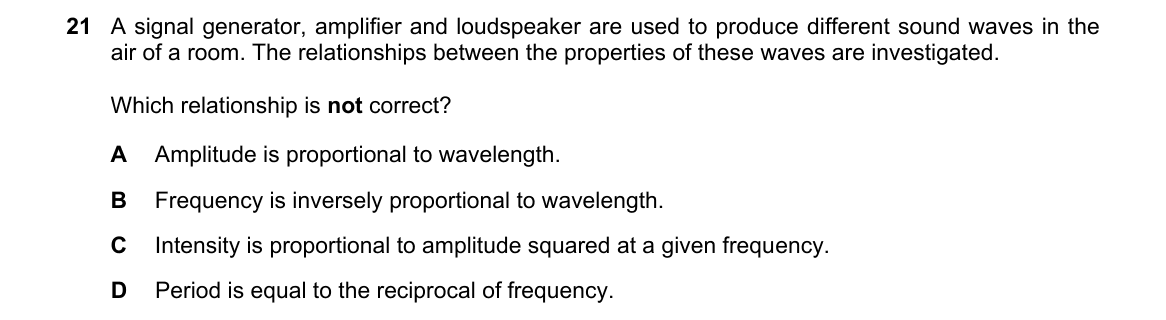 21 A signal generator, amplifier and loudspeaker are used to produce different sound waves in the
air of a room. The relationships between the properties of these waves are investigated.
Which relationship is not correct?
A Amplitude is proportional to wavelength.
B Frequency is inversely proportional to wavelength.
C Intensity is proportional to amplitude squared at a given frequency.
D Period is equal to the reciprocal of frequency.